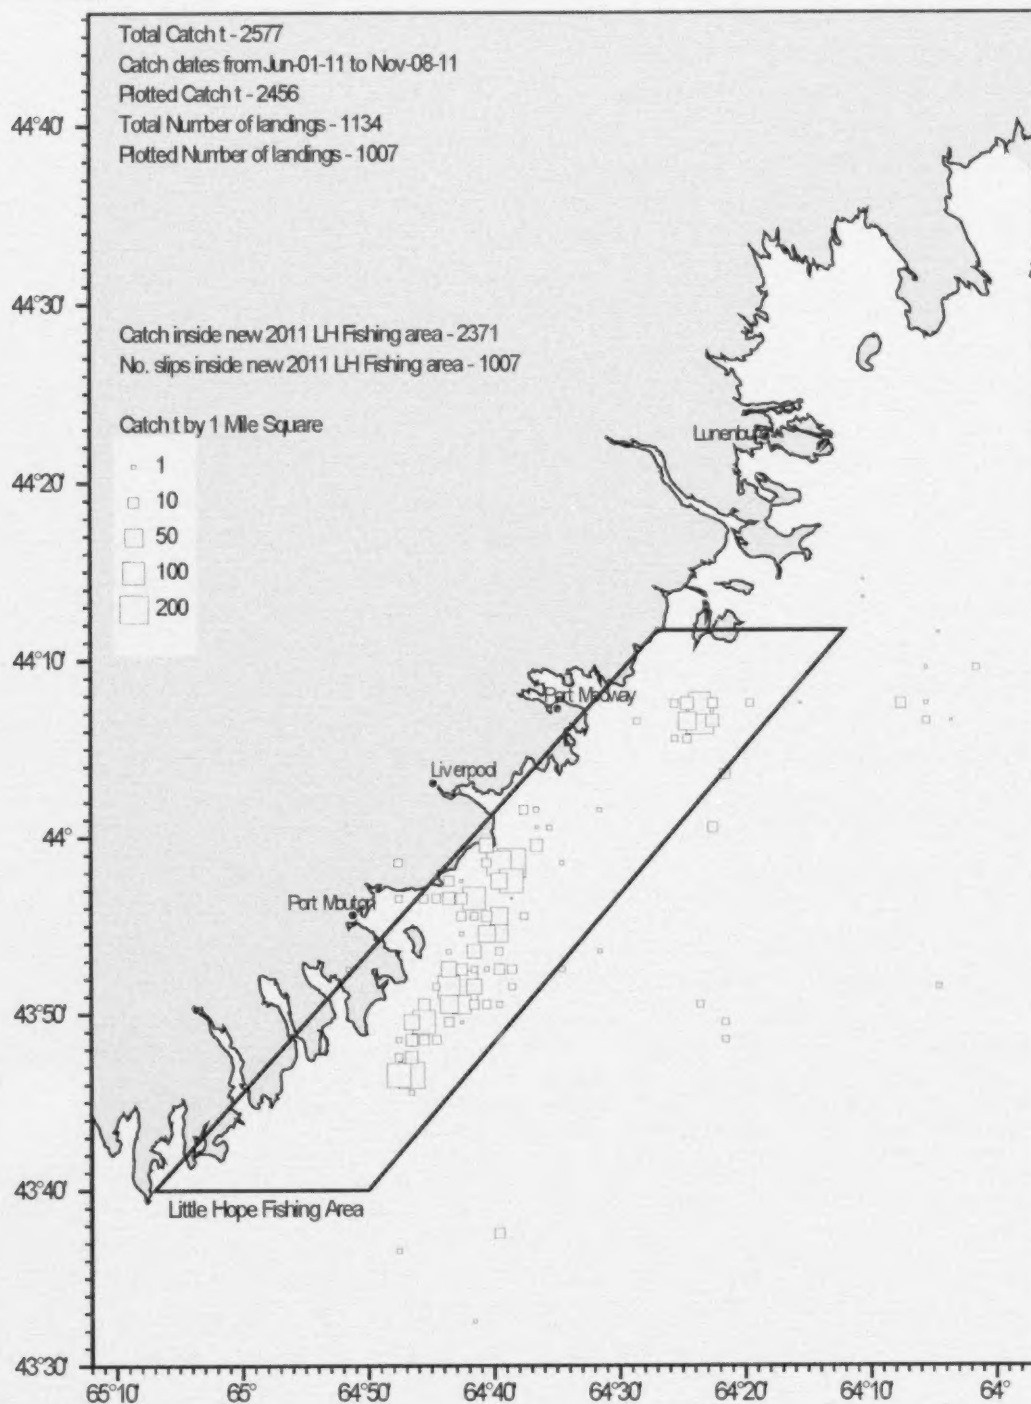 Total Catch t - 2577
Catch dates from Jun-01-11 to Nov-08-11
Plotted Catch t - 2456
Total Number of landings - 1134
Plotted Number of landings - 1007
Catch inside new 2011 LH Fishing area - 2371
No. slips inside new 2011 LH Fishing area - 1007
Catch t by 1 Mile Square
1
10
50
100
200
44°40'
44°30'
44°20'
44°10'
44°
43°50'
43°40'
43°30'
Lunenburg
Port Medway
Liverpool
Port Mouton
Little Hope Fishing Area
65°10'
65°
64°50'
64°40'
64°30'
64°20'
64°10'
64°